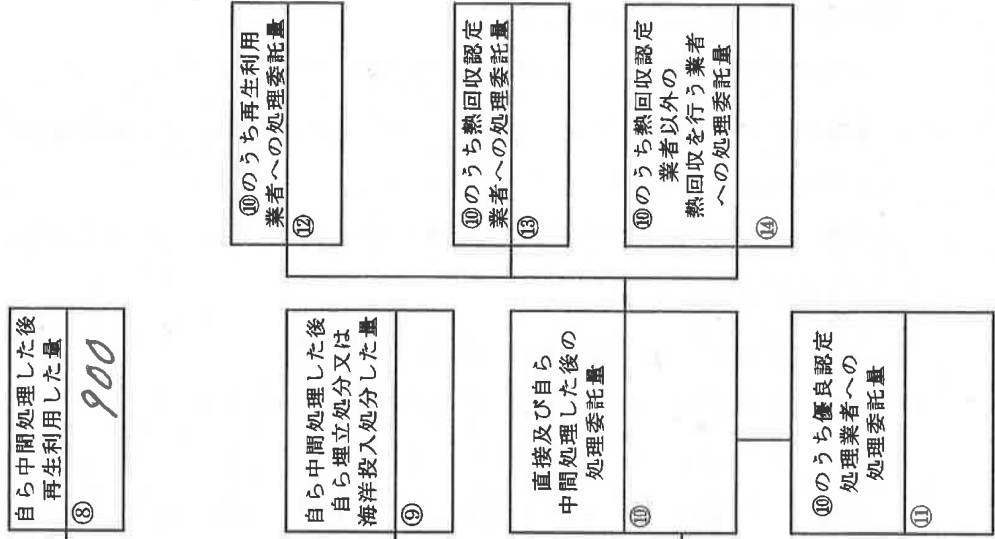 自ら中間処理した後
再生利用した量
⑧
900
自ら中間処理した後
自ら埋立処分又は
海洋投入処分した量
⑨
直接及び自ら
中間処理した後の
処理委託量
⑩
⑩のうち優良認定
処理業者への
処理委託量
⑪
⑩のうち再生利用
業者への処理委託量
⑫
⑩のうち熱回収認定
業者への処理委託量
⑬
⑩のうち熱回収認定
業者以外の
熱回収を行う業者
への処理委託量
⑭